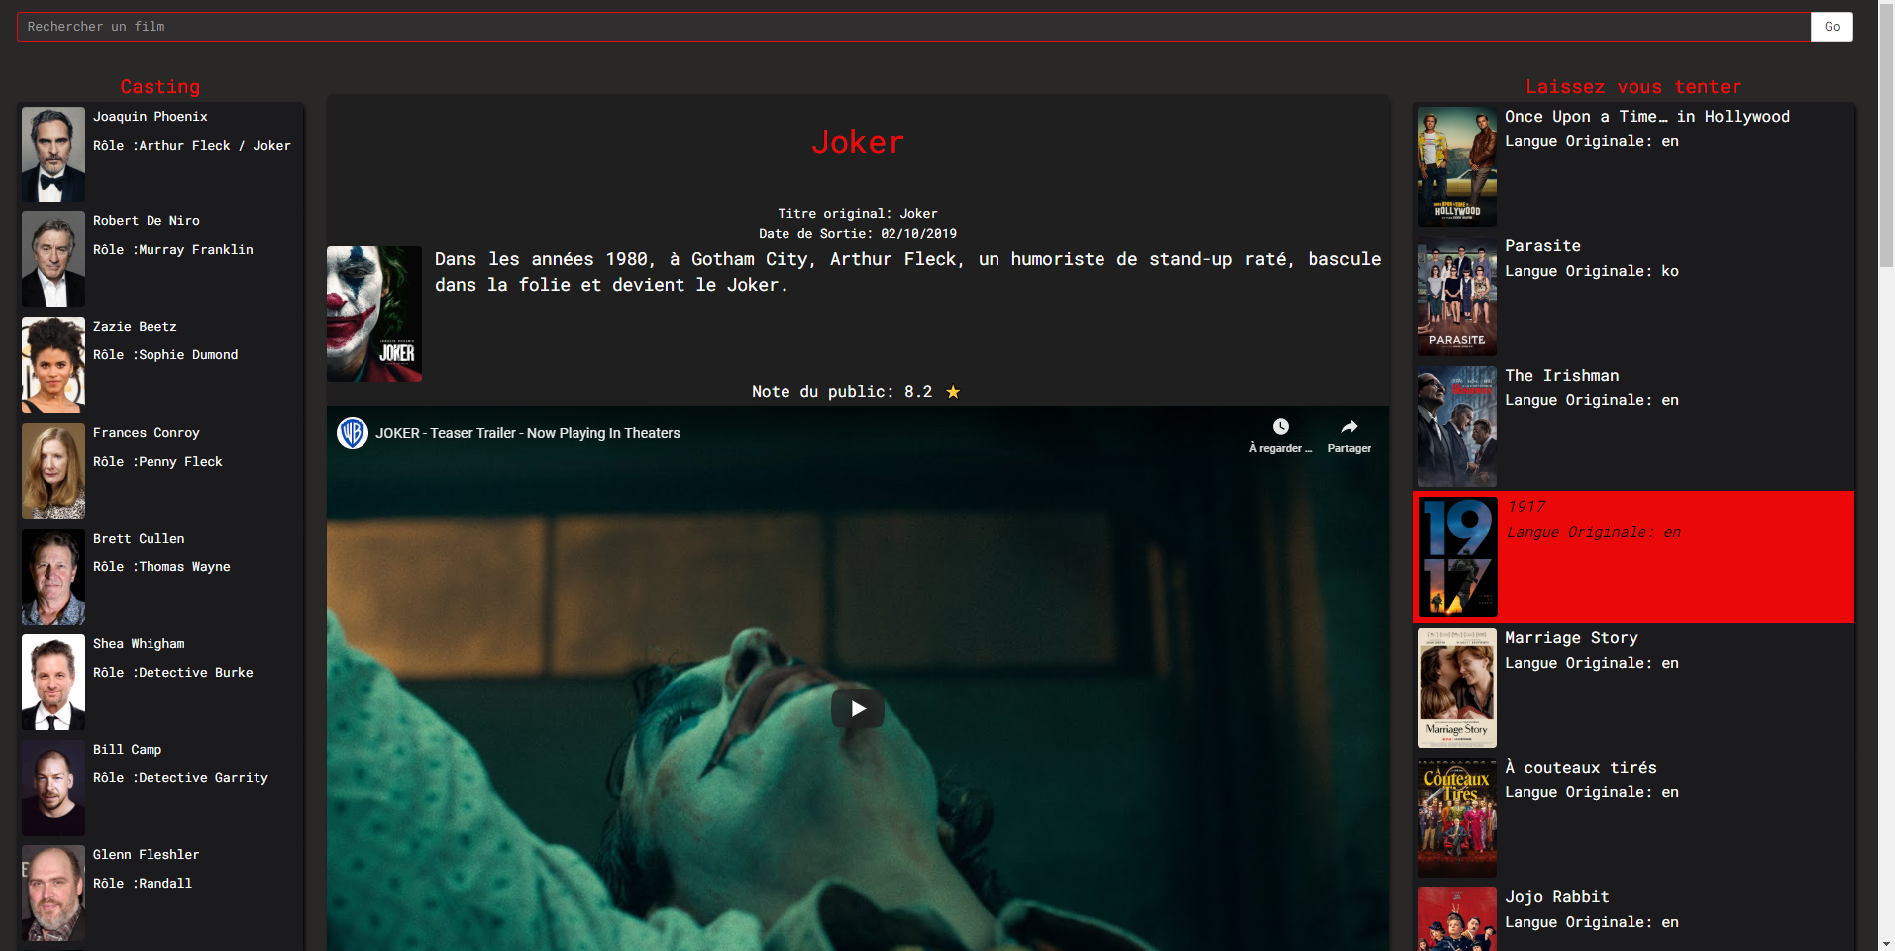 Rechercher un film
Go
Casting
Joaquin Phoenix
Rôle :Arthur Fleck / Joker
Robert De Niro
Rôle :Murray Franklin
Zazie Beetz
Rôle :Sophie Dumond
Frances Conroy
Rôle :Penny Fleck
Brett Cullen
Rôle :Thomas Wayne
Shea Whigham
Rôle :Detective Burke
Bill Camp
Rôle :Detective Garrity
Glenn Fleshler
Rôle :Randall
Joker
Titre original: Joker
Date de Sortie: 02/10/2019
Dans les années 1980, à Gotham City, Arthur Fleck, un humoriste de stand-up raté, bascule
dans la folie et devient le Joker.
JOKER
Note du public: 8.2
WB
JOKER - Teaser Trailer - Now Playing In Theaters
À regarder ...
Partager
Laissez vous tenter
Once Upon a Time… in Hollywood
Langue Originale: en
HOLLYWOOD
Parasite
Langue Originale: ko
PARASITE
The Irishman
Langue Originale: en
1917
Langue Originale: en
19
17
Marriage Story
Langue Originale: en
Marriage Story
À couteaux tirés
Langue Originale: en
À
Couteaux
Tirés
Jojo Rabbit
Langue Originale: en